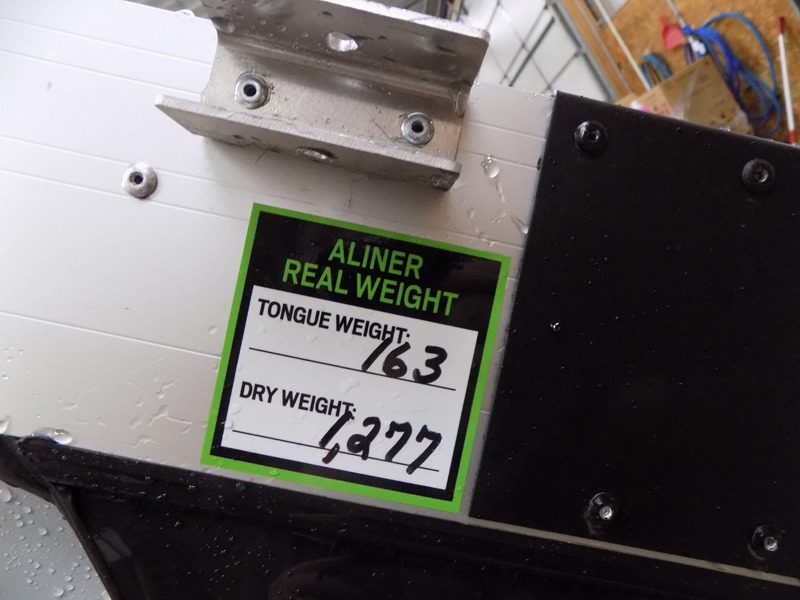 ALINER
REAL WEIGHT
TONGUE WEIGHT:
163
DRY WEIGHT:
1,277